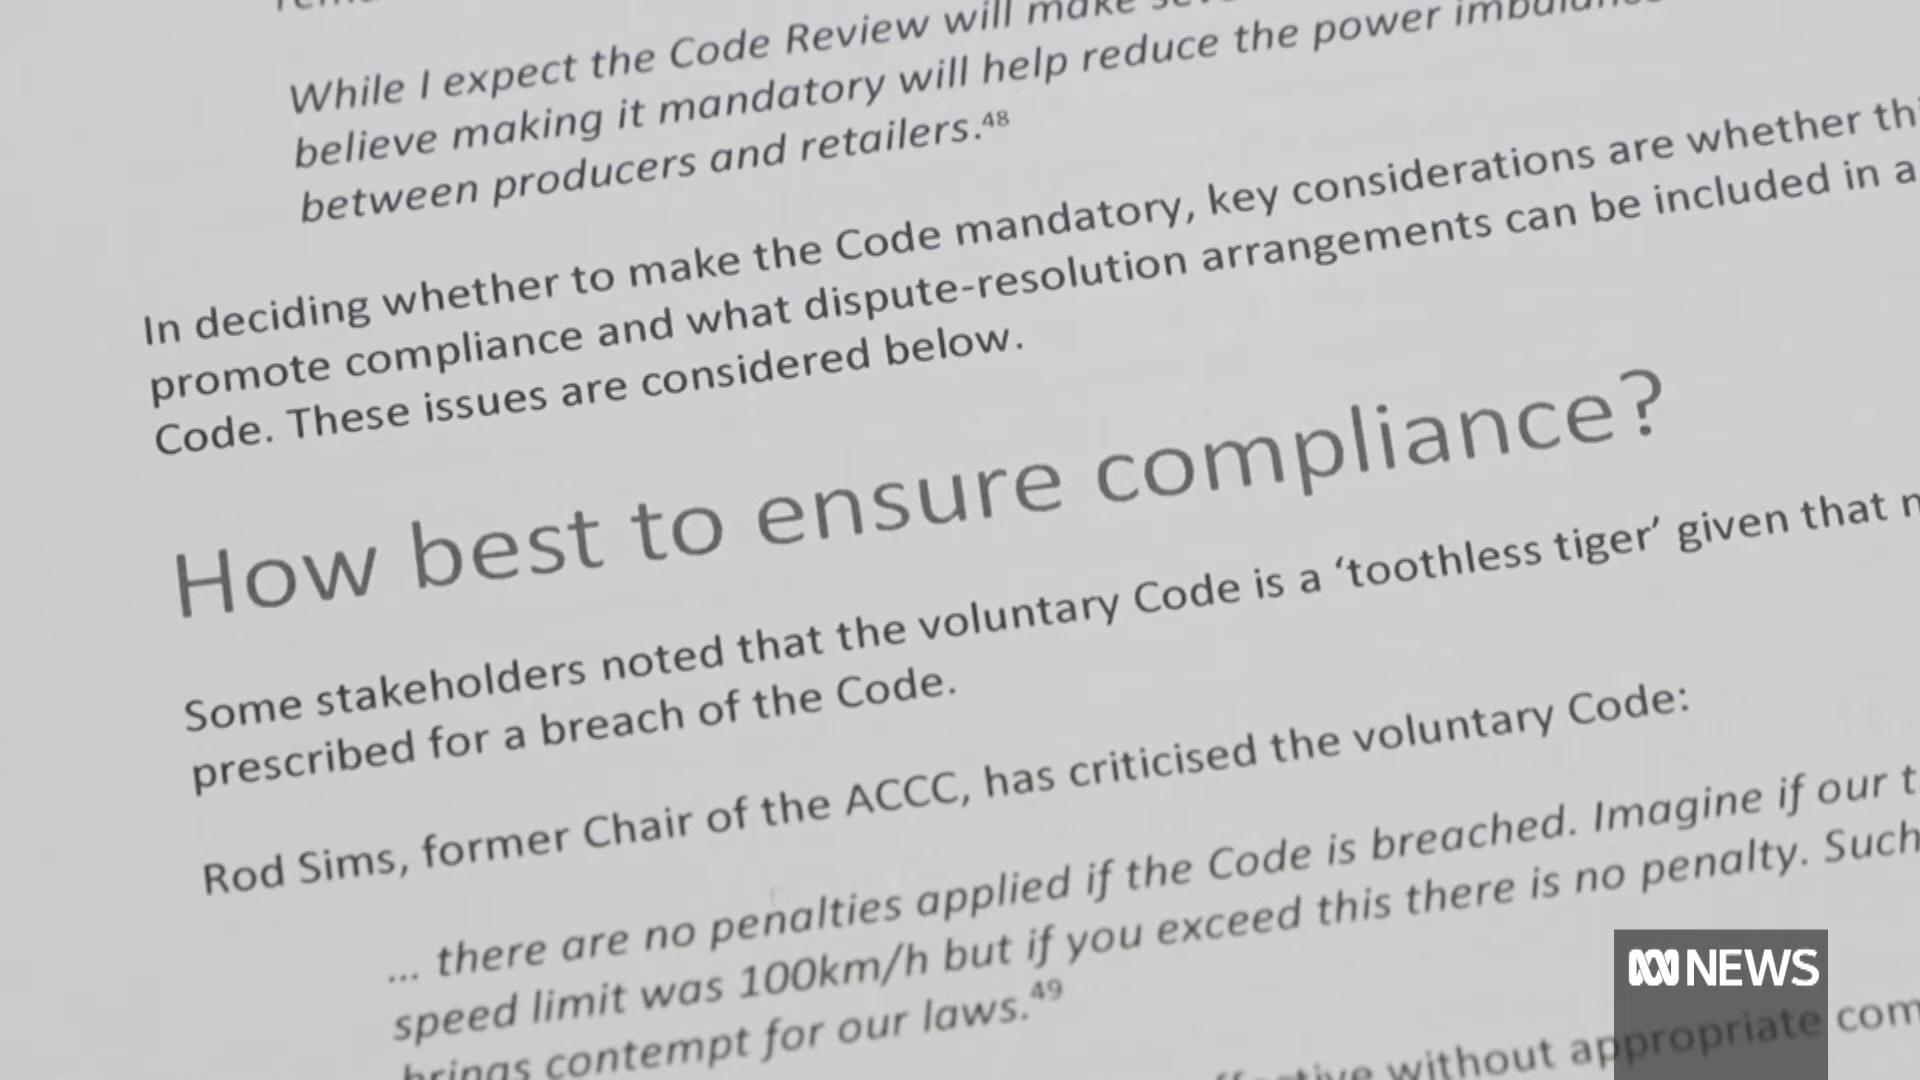 While I expect the Code Review will make
believe making it mandatory will help reduce the power
between producers and retailers.48
In deciding whether to make the Code mandatory, key considerations are whether
promote compliance and what dispute-resolution arrangements can be included in a
Code. These issues are considered below.
How best to ensure compliance?
Some stakeholders noted that the voluntary Code is a ‘toothless tiger’ given that
prescribed for a breach of the Code.
Rod Sims, former Chair of the ACCC, has criticised the voluntary Code:
... there are no penalties applied if the Code is breached. Imagine if our
speed limit was 100km/h but if you exceed this there is no penalty. Such
brings contempt for our laws.49
without appropriate
NEWS